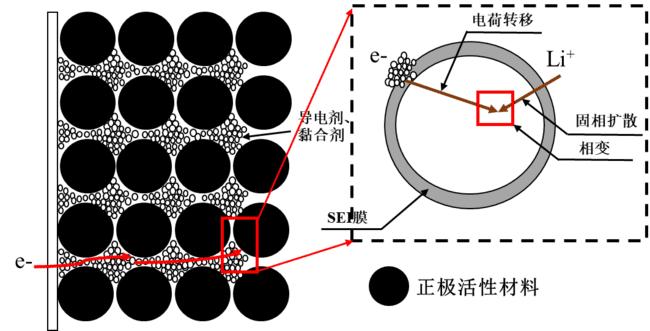 电荷转移
e-
Li+
导电剂、
黏合剂
固相扩散
相变
SEI膜
e-
正极活性材料